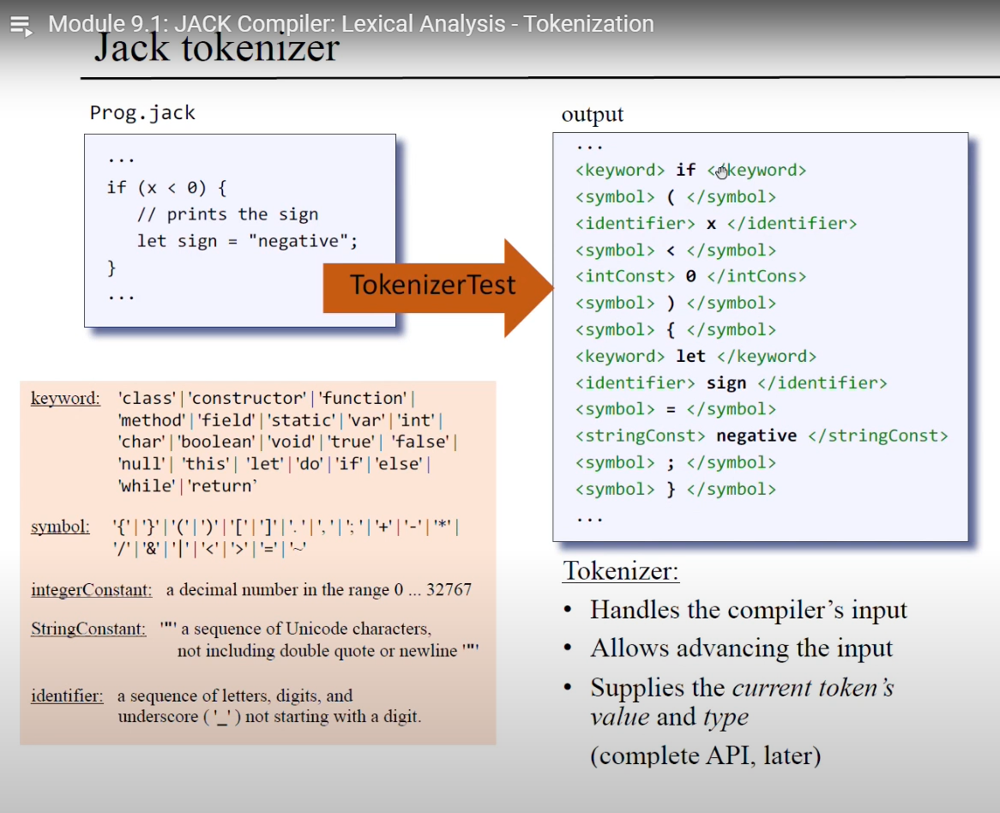 Module 9.1: JACK Compiler: Lexical Analysis - Tokenization
Jack tokenizer
Prog.jack
...
if (x < 0) {
// prints the sign
let sign = "negative";
}
...
TokenizerTest
output
...
<keyword> if </keyword>
<symbol> ( </symbol>
<identifier> x </identifier>
<symbol> < </symbol>
<intConst> 0 </intCons>
<symbol> ) </symbol>
<symbol> { </symbol>
<keyword> let </keyword>
<identifier> sign </identifier>
<symbol> = </symbol>
<stringConst> negative </stringConst>
<symbol> ; </symbol>
<symbol> } </symbol>
...
keyword: 'class'|'constructor'|'function'|
'method'|'field'|'static'|'var'|'int'|
'char'|'boolean'|'void'|'true'| 'false'|
'null'| 'this'| 'let'|'do'|'if'|'else'|
'while'|'return’
symbol: '{'|'}'|'('|')'|'['|']'|'.'|','|';'|'+'|'-'|'*'|
'/'|'&'|'|'|'<'|'>'|'='|'~'
integerConstant: a decimal number in the range 0 ... 32767
StringConstant: '"' a sequence of Unicode characters,
not including double quote or newline '"'
identifier: a sequence of letters, digits, and
underscore ( '_' ) not starting with a digit.
Tokenizer:
• Handles the compiler’s input
• Allows advancing the input
• Supplies the current token’s
value and type
(complete API, later)